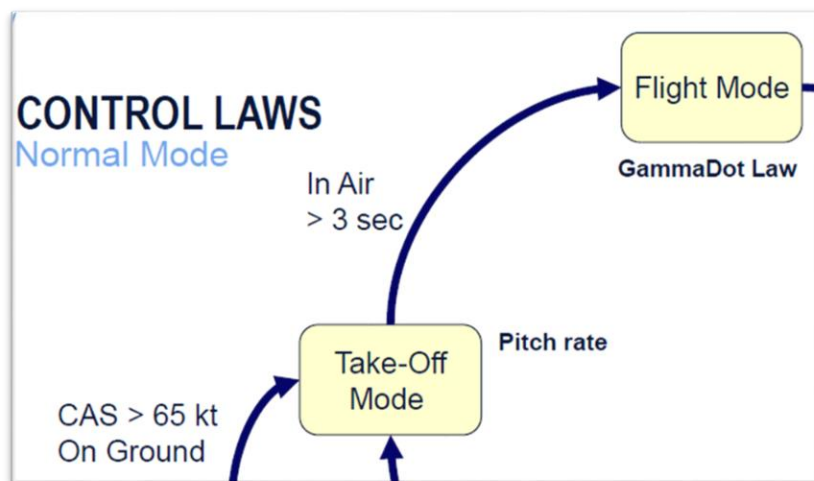 CONTROL LAWS
Normal Mode
Flight Mode
GammaDot Law
In Air
> 3 sec
Take-Off
Mode
Pitch rate
CAS > 65 kt
On Ground